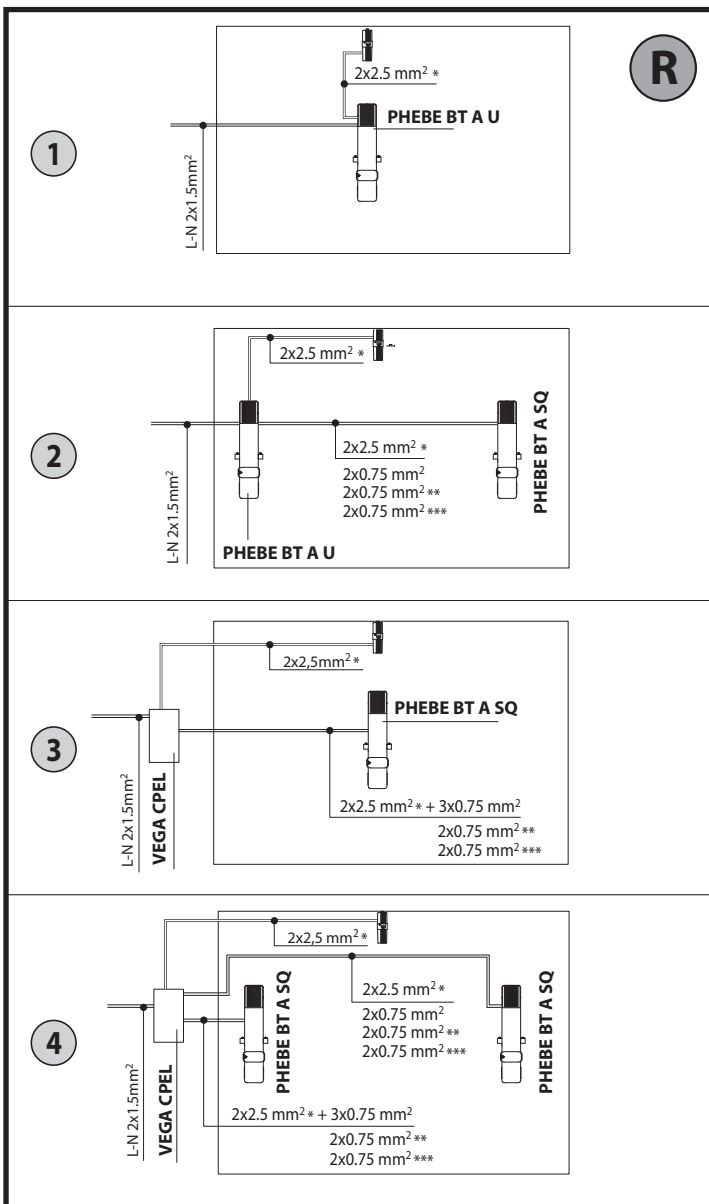 R
1
2x2.5 mm² *
PHEBE BT A U
L-N 2x1.5mm²
2
2x2.5 mm² *
L-N 2x1.5mm²
2x2.5 mm² *
2x0.75 mm²
2x0.75 mm² **
2x0.75 mm² ***
PHEBE BT A SQ
PHEBE BT A U
3
2x2,5mm² *
L-N 2x1.5mm²
VEGA CPEL
PHEBE BT A SQ
2x2.5 mm² * + 3x0.75 mm²
2x0.75 mm² **
2x0.75 mm² ***
4
2x2,5 mm² *
L-N 2x1.5mm²
VEGA CPEL
PHEBE BT A SQ
2x2.5 mm² *
2x0.75 mm²
2x0.75 mm² **
2x0.75 mm² ***
PHEBE BT A SQ
2x2.5 mm² * + 3x0.75 mm²
2x0.75 mm² **
2x0.75 mm² ***